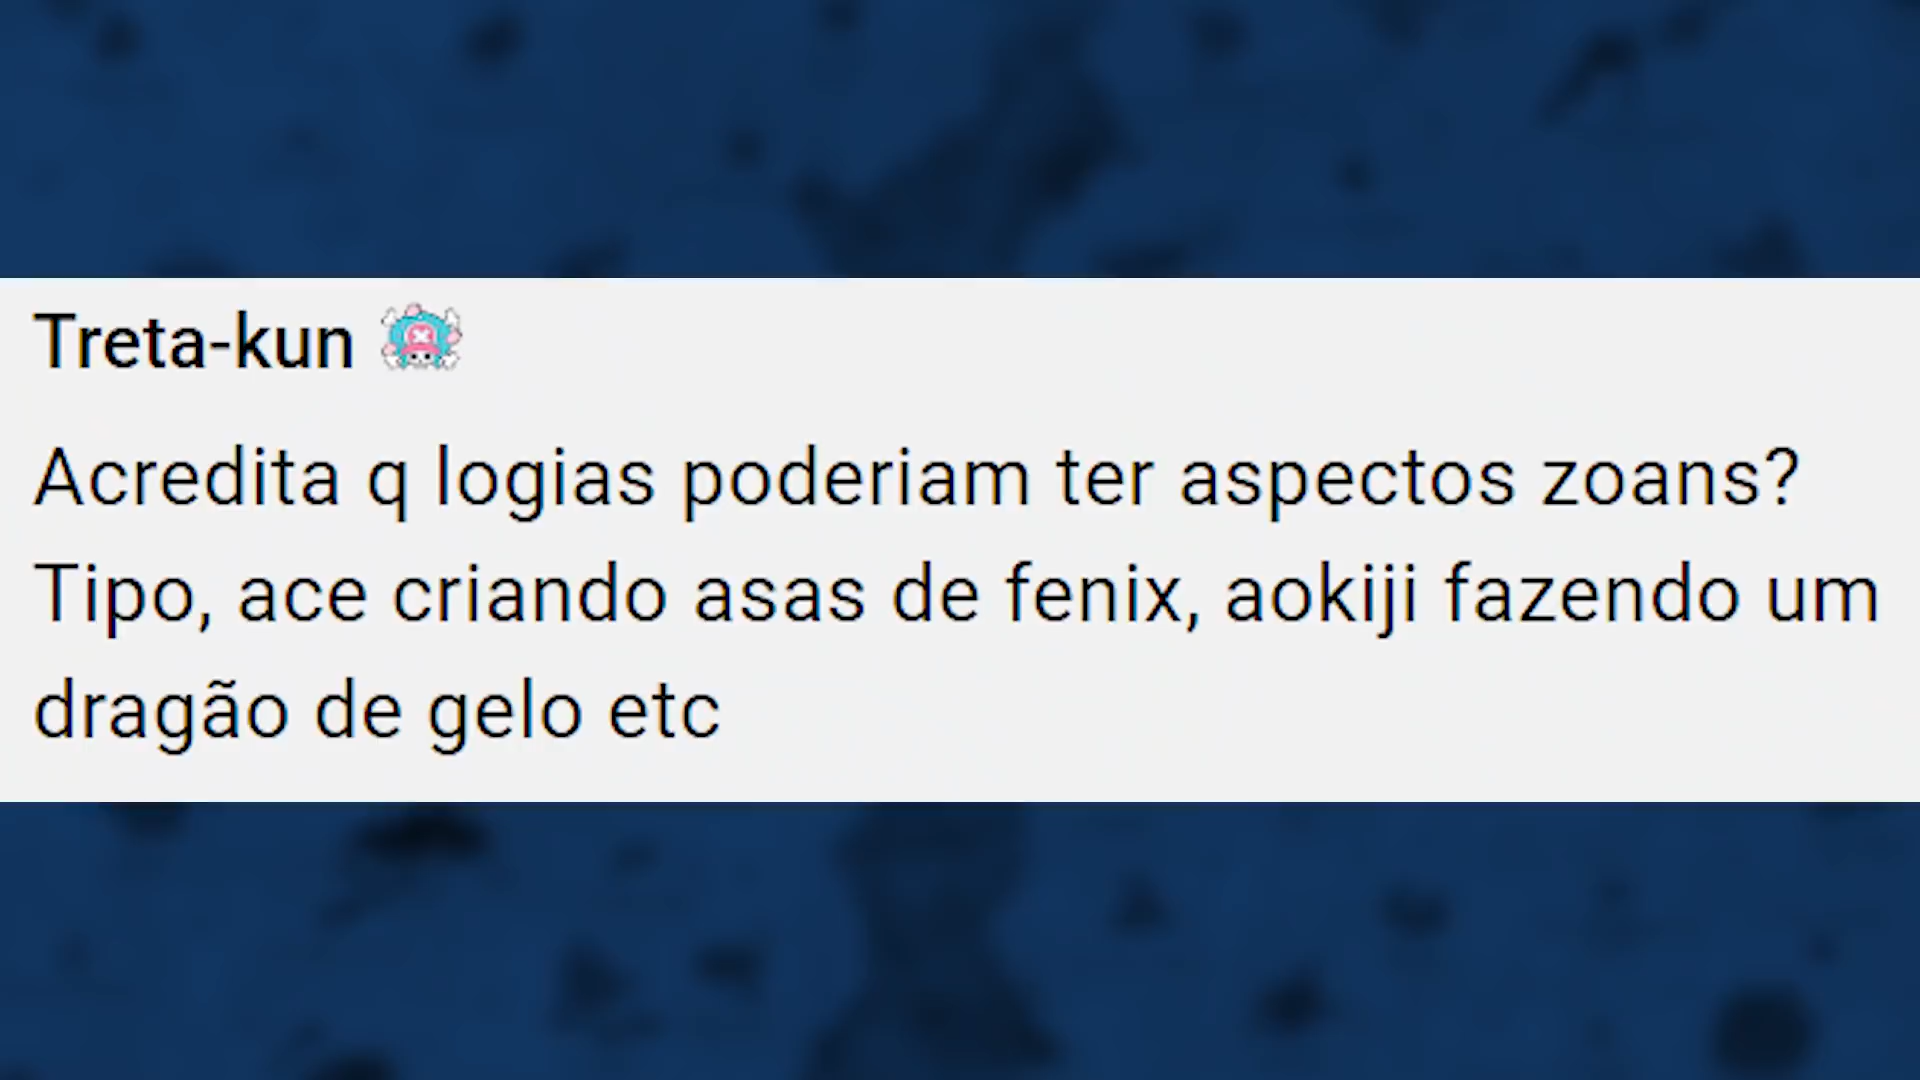 Treta-kun
Acredita q logias poderiam ter aspectos zoans?
Tipo, ace criando asas de fenix, aokiji fazendo um
dragão de gelo etc